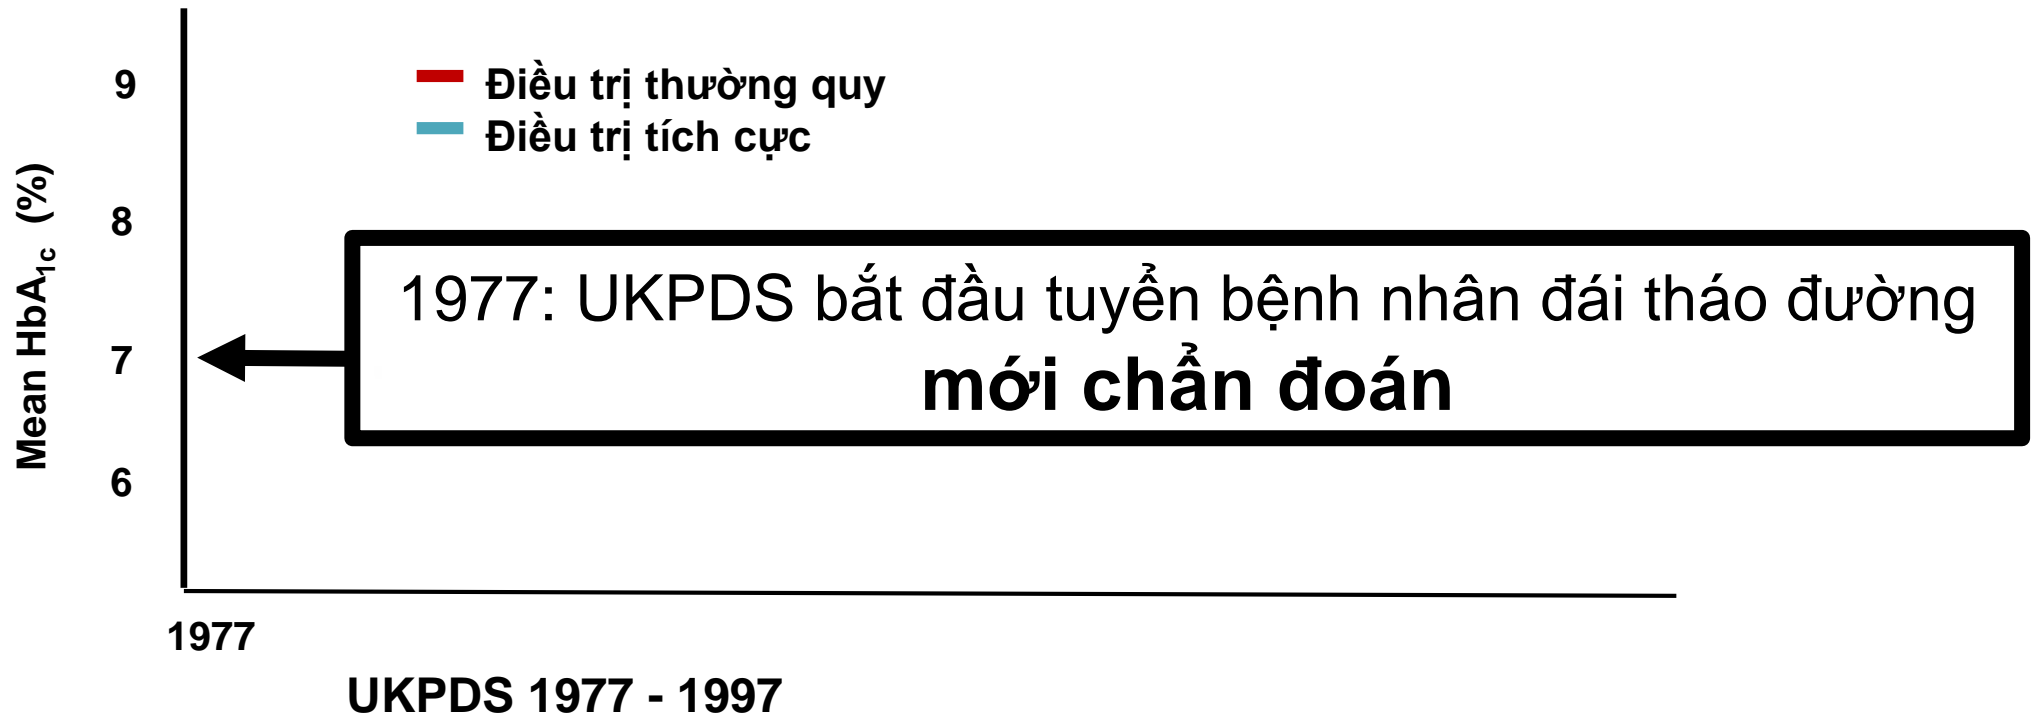 9
Điều trị thường quy
Điều trị tích cực
Mean HbA1c (%)
8
1977: UKPDS bắt đầu tuyển bệnh nhân đái tháo đường
mới chẩn đoán
7
6
1977
UKPDS 1977 - 1997